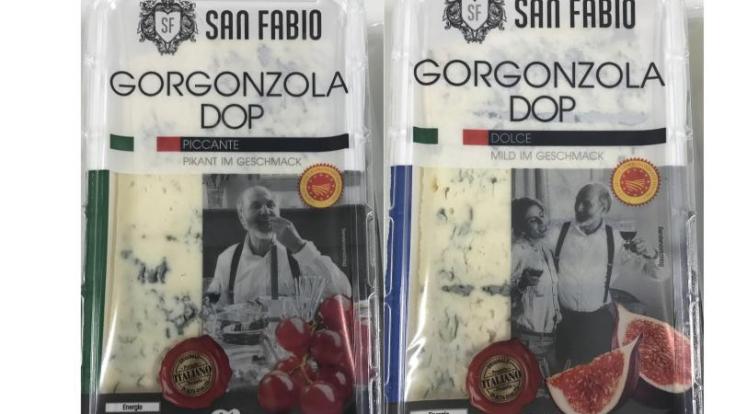 SF
SAN FABIO
GORGONZOLA
DOP
PICCANTE
PIKANT IM GESCHMACK
ITALIANO
Energie
SF
SAN FABIO
GORGONZOLA
DOP
DOLCE
MILD IM GESCHMACK
ITALIANO
Energie